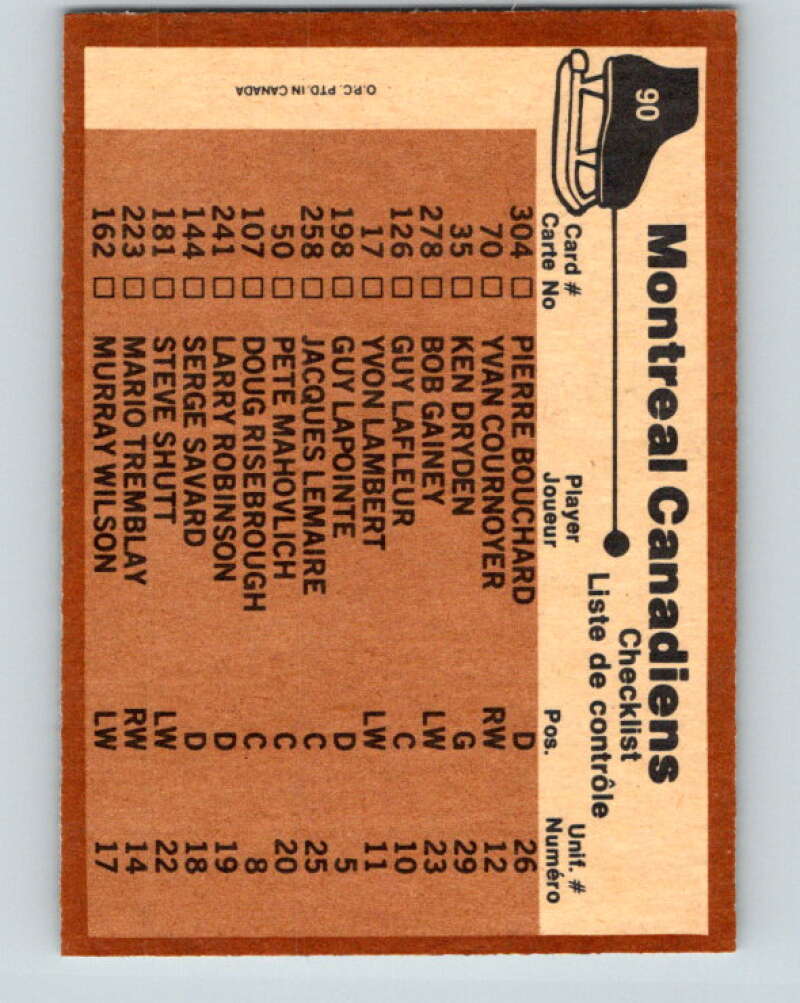 90
Montreal Canadiens
Checklist
Liste de contrôle
Card # Player Pos. Unif. #
Carte No Joueur Numéro
304 □ PIERRE BOUCHARD D 26
70 □ YVAN COURNOYER RW 12
35 □ KEN DRYDEN G 29
278 □ BOB GAINEY LW 23
126 □ GUY LAFLEUR C 10
17 □ YVON LAMBERT LW 11
198 □ GUY LAPOINTE D 5
258 □ JACQUES LEMAIRE C 25
50 □ PETE MAHOVLICH C 20
107 □ DOUG RISEBROUGH C 8
241 □ LARRY ROBINSON D 19
144 □ SERGE SAVARD D 18
181 □ STEVE SHUTT LW 22
223 □ MARIO TREMBLAY RW 14
162 □ MURRAY WILSON LW 17
O.P.C. PTD. IN CANADA